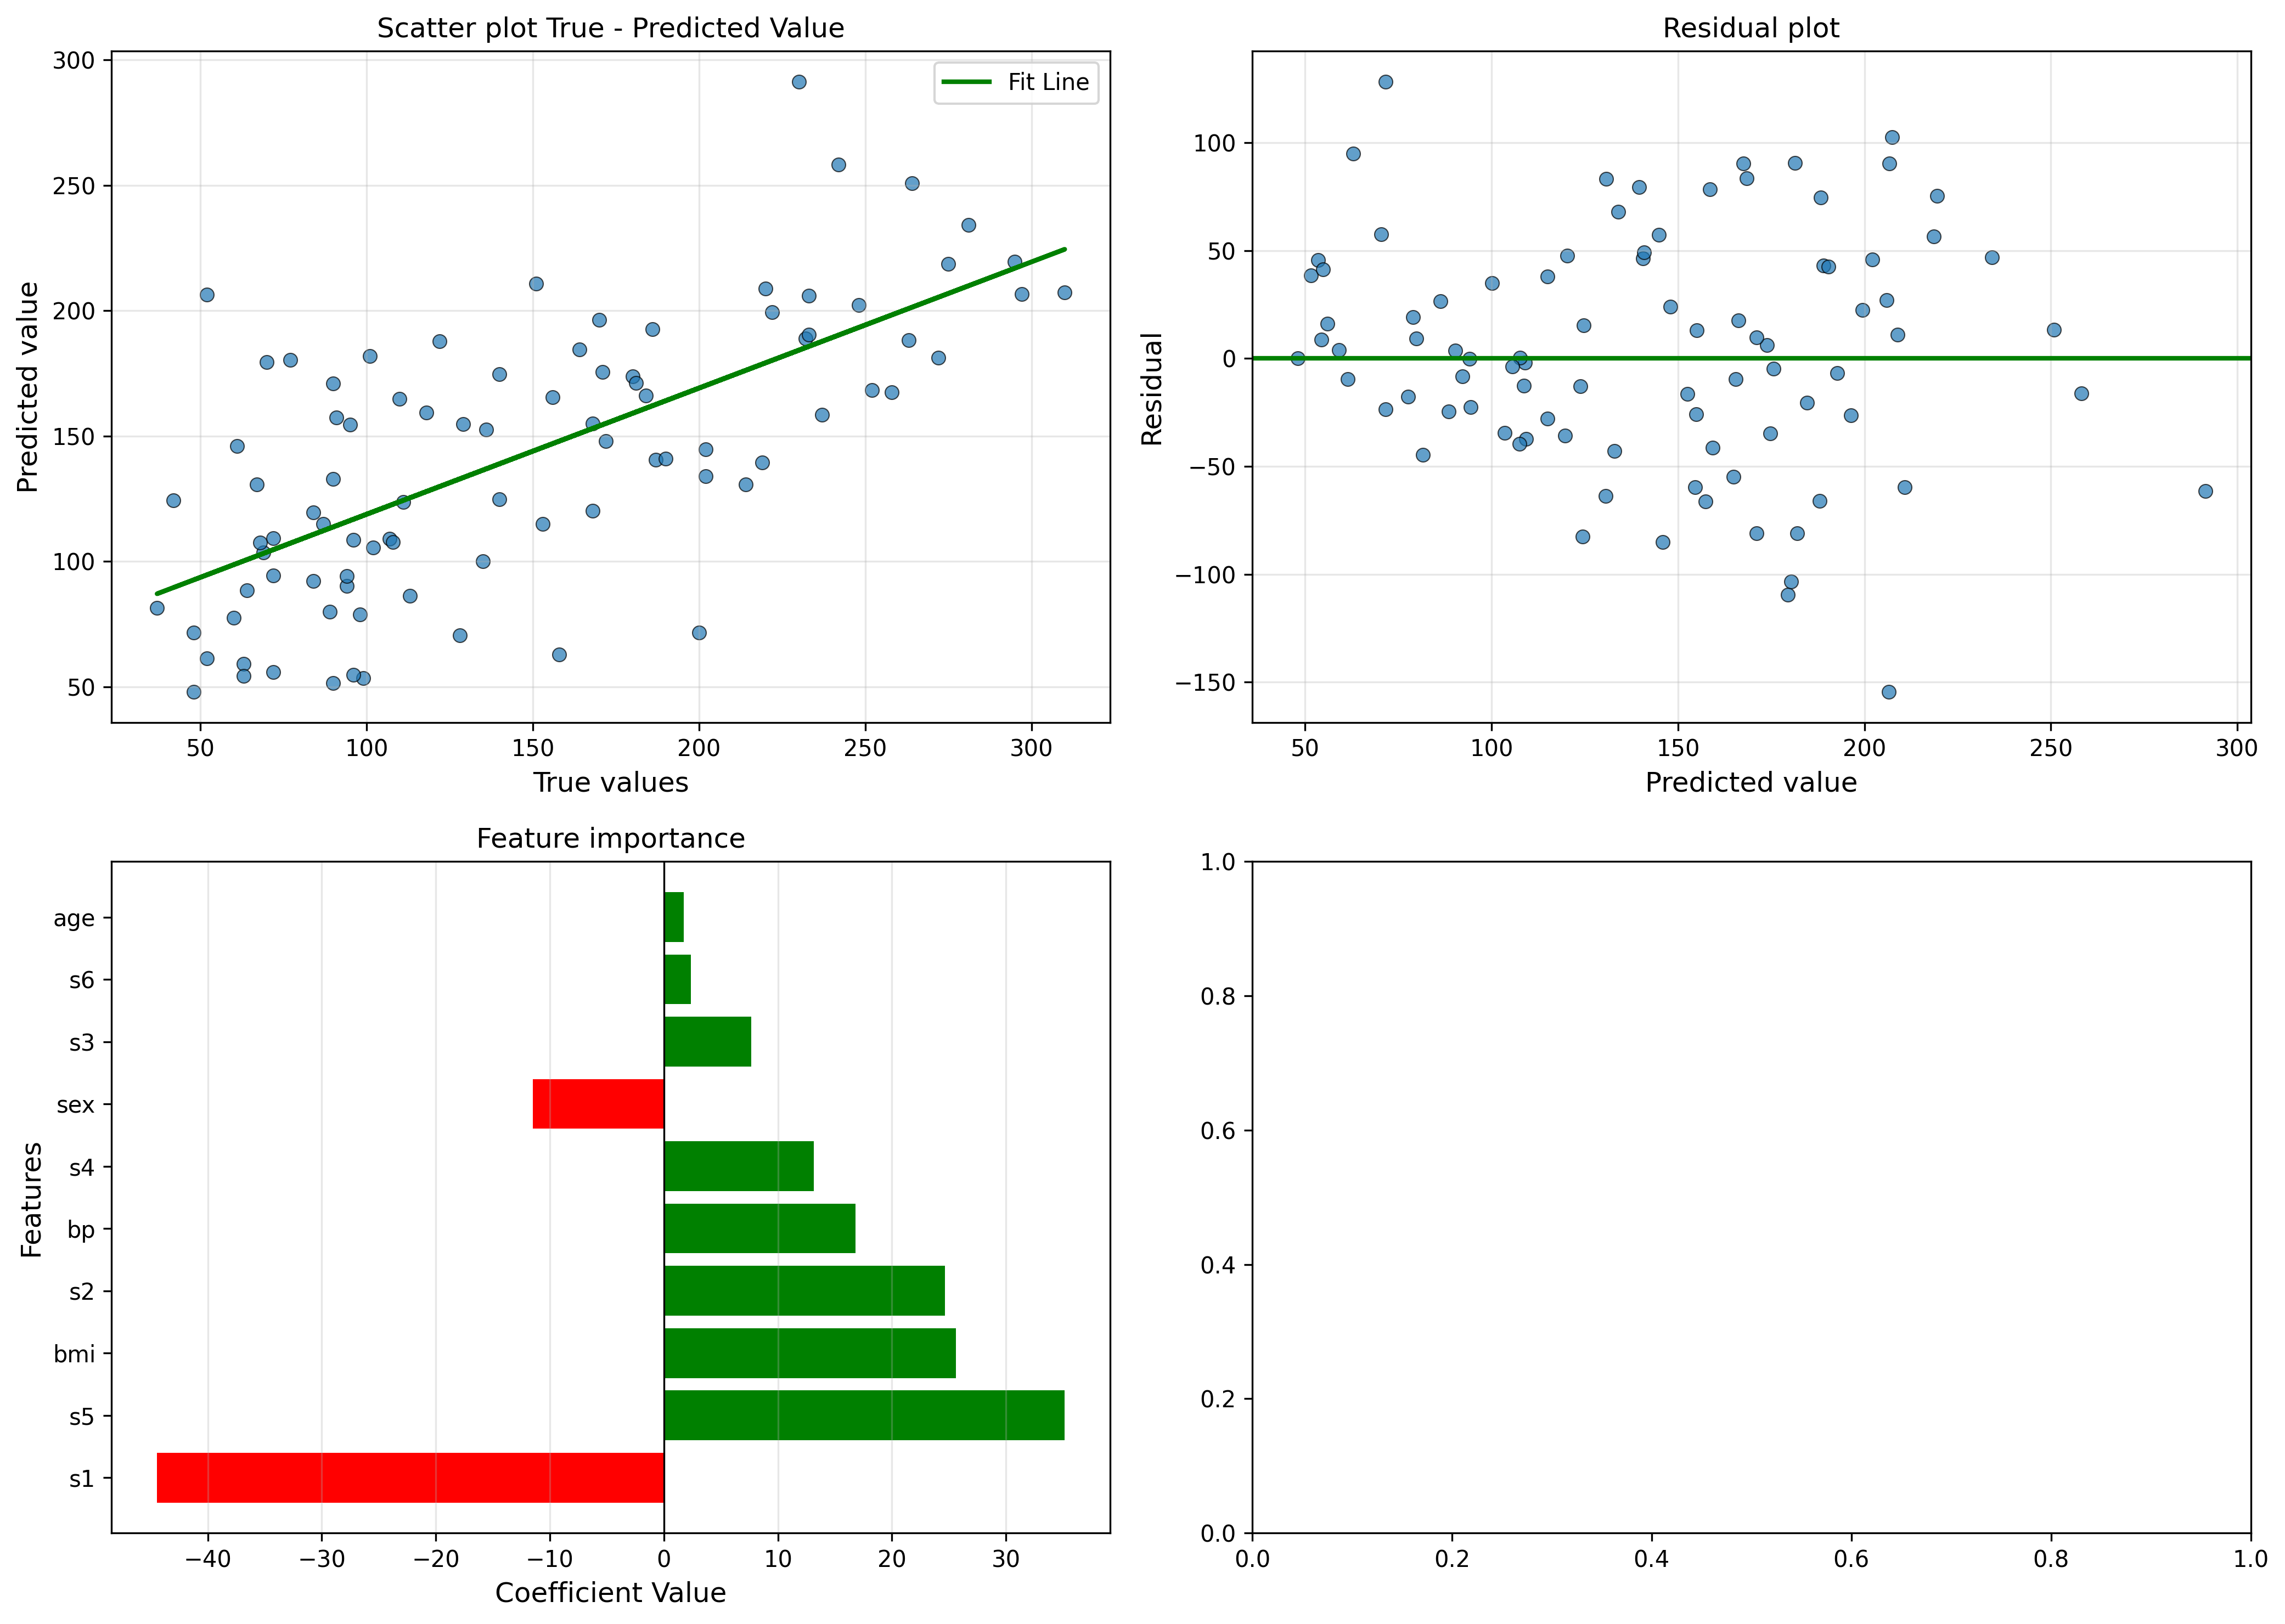 Scatter plot True - Predicted Value
300
250
200
150
100
50
Predicted value
Fit Line
50 100 150 200 250 300
True values
Residual plot
100
50
0
−50
−100
−150
Residual
50 100 150 200 250 300
Predicted value
Feature importance
age
s6
s3
sex
s4
bp
s2
bmi
s5
s1
Features
−40 −30 −20 −10 0 10 20 30
Coefficient Value
1.0
0.8
0.6
0.4
0.2
0.0
0.0 0.2 0.4 0.6 0.8 1.0